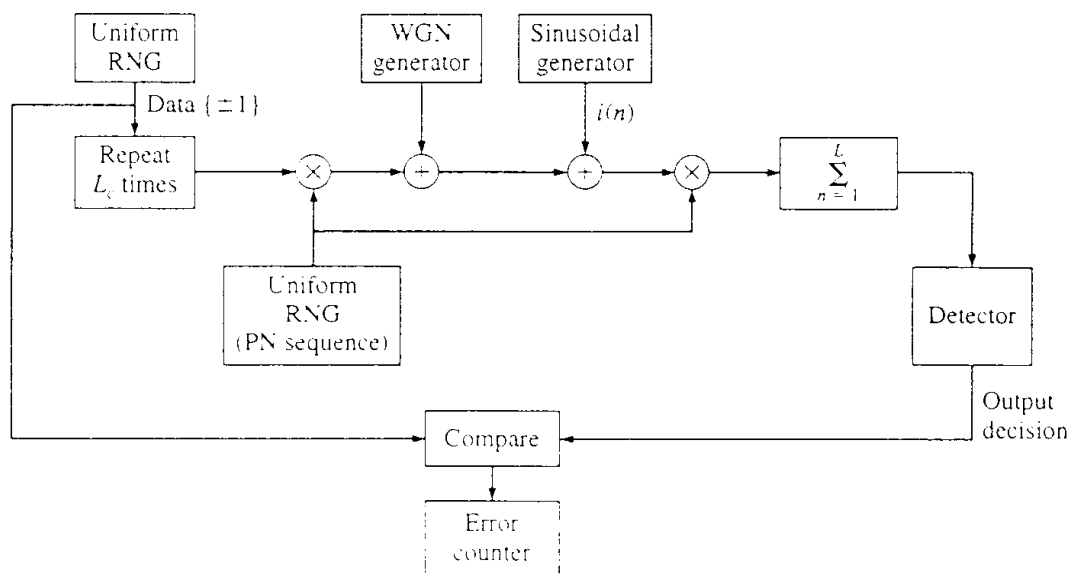 Uniform
RNG
WGN
generator
Sinusoidal
generator
Data {±1}
i(n)
Repeat
L_c times
×
+
+
×
L
∑
n = 1
Uniform
RNG
(PN sequence)
Detector
Output
decision
Compare
Error
counter